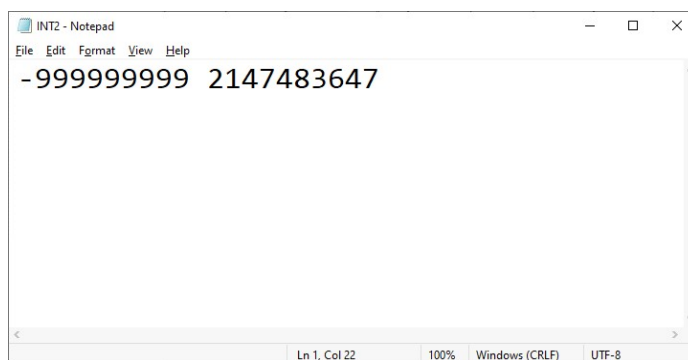 INT2 - Notepad
File Edit Format View Help
-999999999 2147483647
Ln 1, Col 22 100% Windows (CRLF) UTF-8